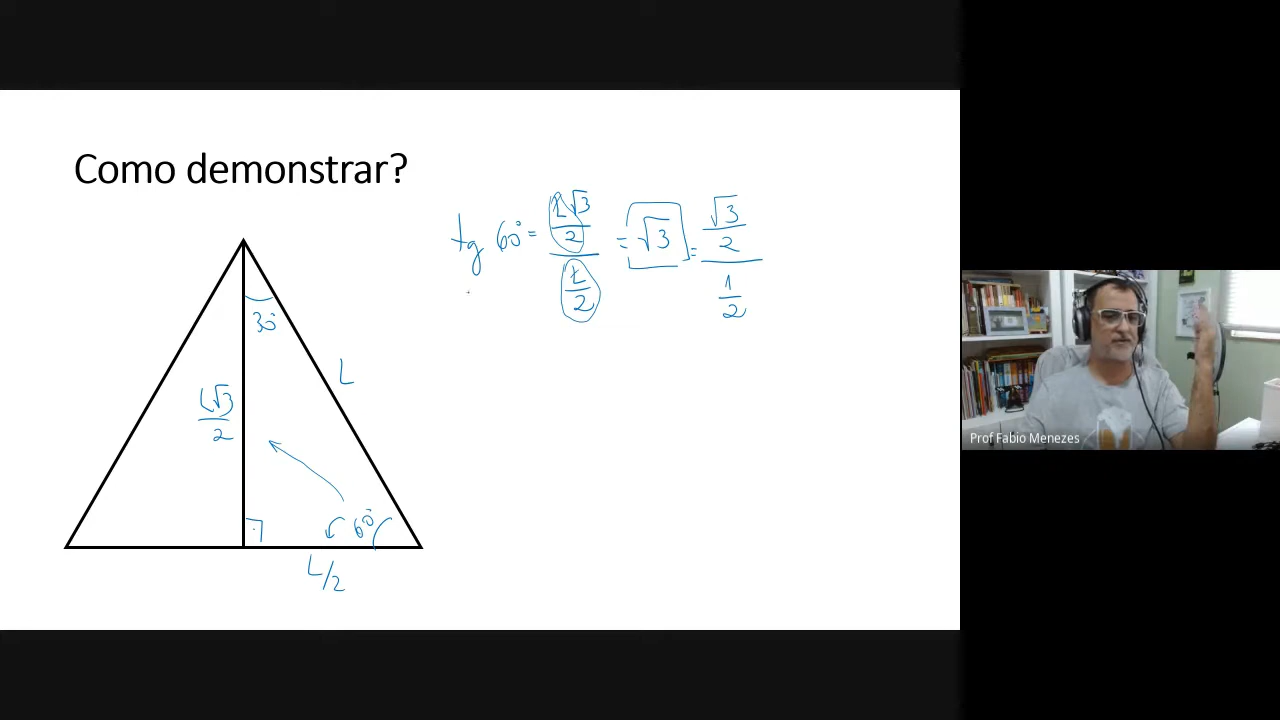 Como demonstrar?
tg 60° = L√3/2 / L/2 = √3 = √3/2 / 1/2
30°
L
L√3/2
60°
L/2
Prof Fabio Menezes